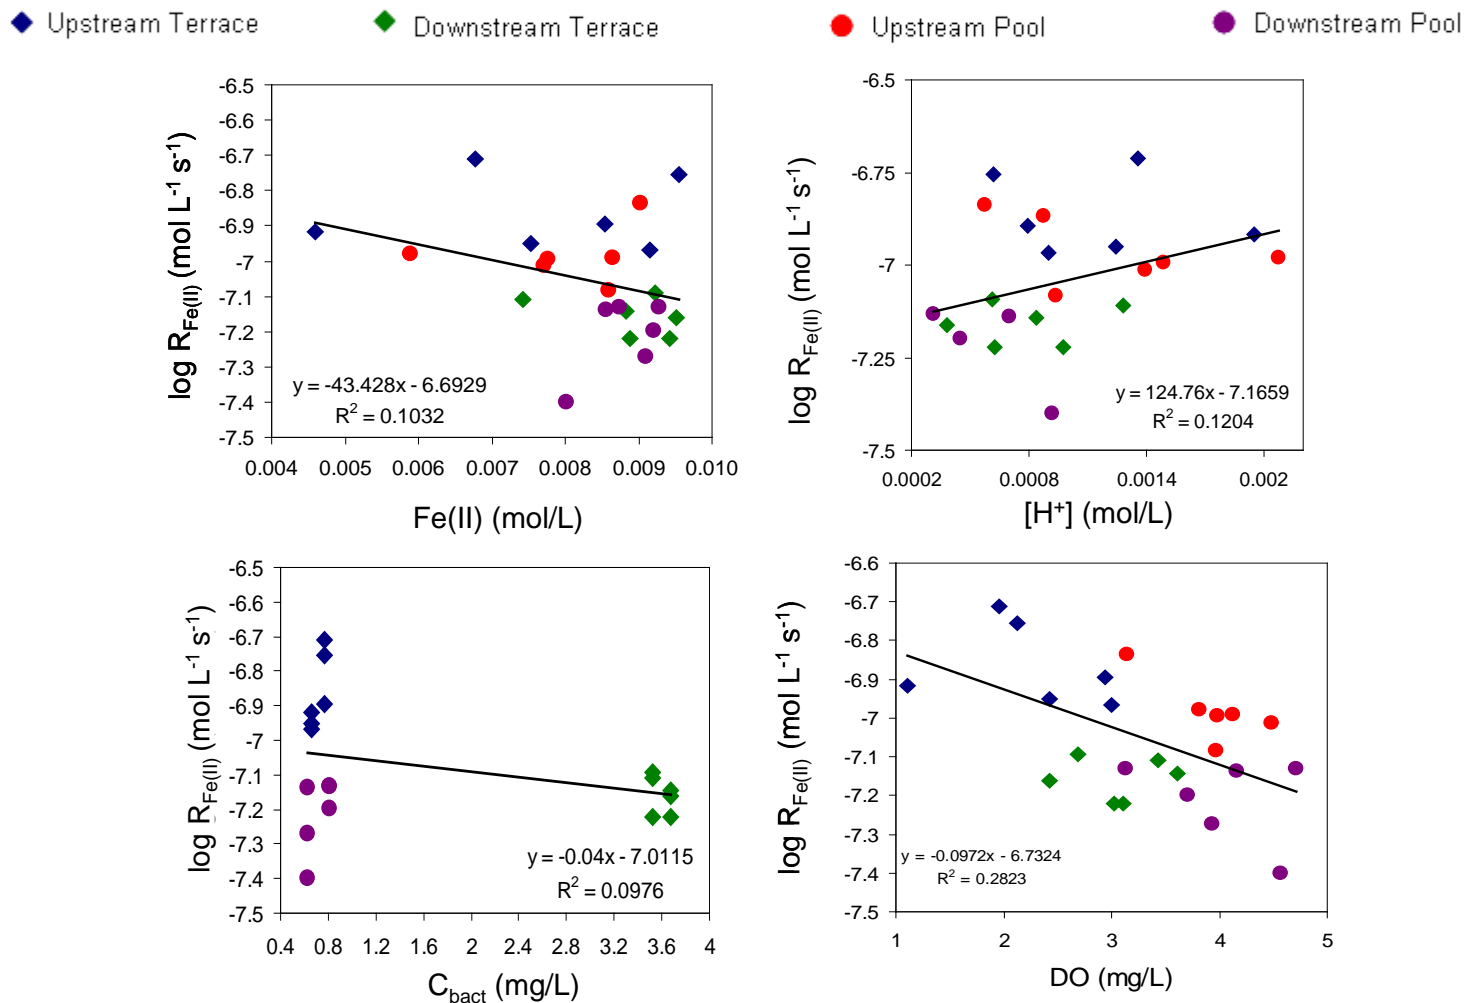 Upstream Terrace
Downstream Terrace
Upstream Pool
Downstream Pool
log R_Fe(II) (mol L⁻¹ s⁻¹)
-6.5
-6.6
-6.7
-6.8
-6.9
-7
-7.1
-7.2
-7.3
-7.4
-7.5
y = -43.428x - 6.6929
R² = 0.1032
0.004 0.005 0.006 0.007 0.008 0.009 0.010
Fe(II) (mol/L)
log R_Fe(II) (mol L⁻¹ s⁻¹)
-6.5
-6.75
-7
-7.25
-7.5
y = 124.76x - 7.1659
R² = 0.1204
0.0002 0.0008 0.0014 0.002
[H⁺] (mol/L)
log R_Fe(II) (mol L⁻¹ s⁻¹)
-6.5
-6.6
-6.7
-6.8
-6.9
-7
-7.1
-7.2
-7.3
-7.4
-7.5
y = -0.04x - 7.0115
R² = 0.0976
0.4 0.8 1.2 1.6 2 2.4 2.8 3.2 3.6 4
C_bact (mg/L)
log R_Fe(II) (mol L⁻¹ s⁻¹)
-6.6
-6.7
-6.8
-6.9
-7
-7.1
-7.2
-7.3
-7.4
-7.5
y = -0.0972x - 6.7324
R² = 0.2823
1 2 3 4 5
DO (mg/L)